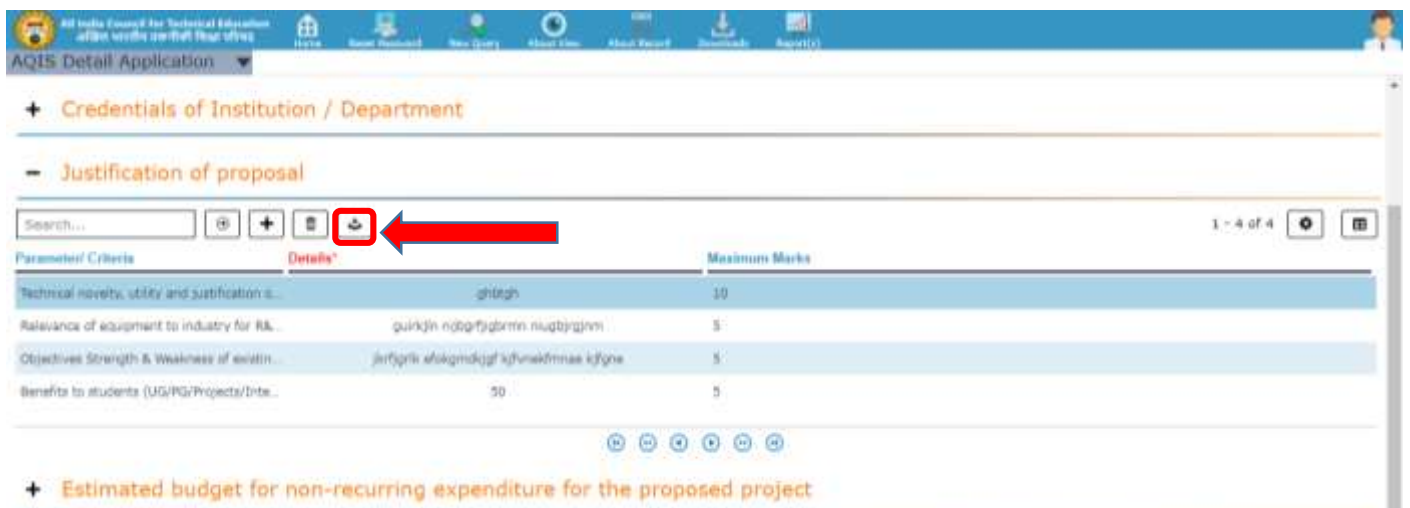 All India Council for Technical Education
Home Reset Password New Query About View About Record Downloads Report(s)
AQIS Detail Application
+ Credentials of Institution / Department
- Justification of proposal
Search...
1 - 4 of 4
Parameter/ Criteria Details* Maximum Marks
Technical novelty, utility and justification o... 10
Relevance of equipment to industry for R&... 5
Objectives Strength & Weakness of existin... 5
Benefits to students (UG/PG/Projects/Inte... 50 5
+ Estimated budget for non-recurring expenditure for the proposed project